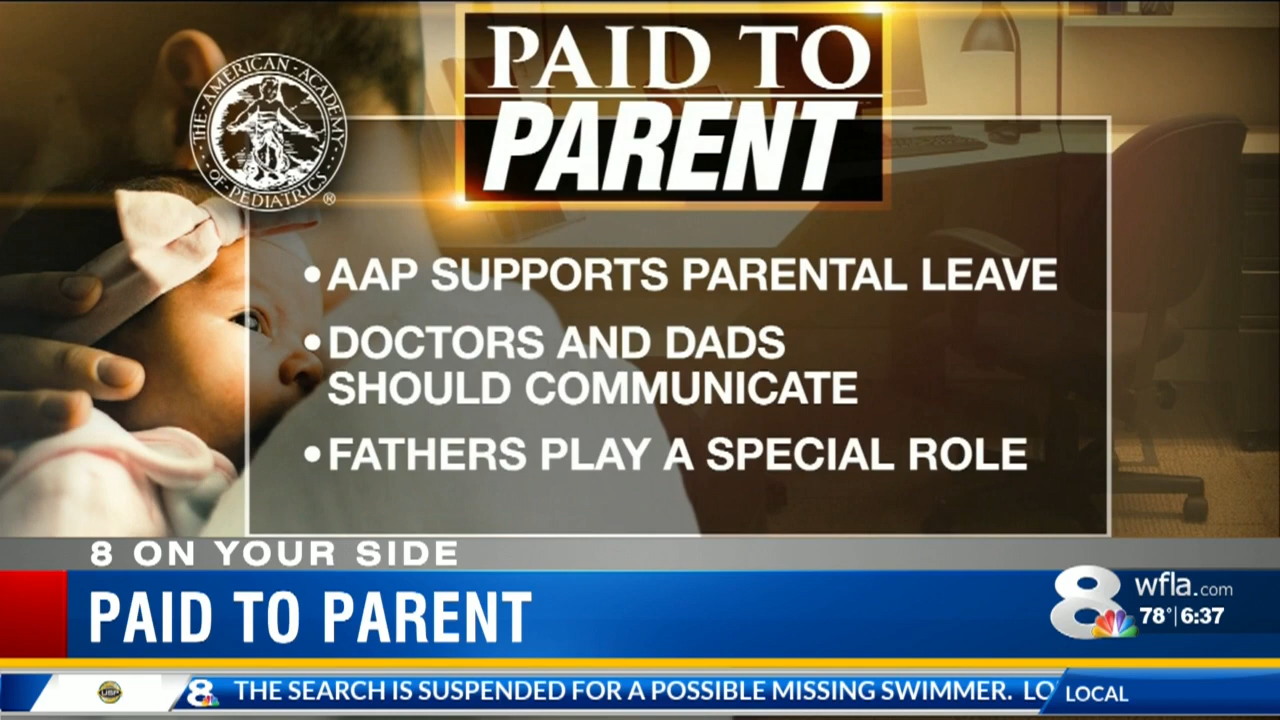 PAID TO
PARENT
THE · AMERICAN · ACADEMY · OF · PEDIATRICS ·
®
• AAP SUPPORTS PARENTAL LEAVE
• DOCTORS AND DADS
SHOULD COMMUNICATE
• FATHERS PLAY A SPECIAL ROLE
8 ON YOUR SIDE
PAID TO PARENT
8 wfla.com
78° | 6:37
USF
8 THE SEARCH IS SUSPENDED FOR A POSSIBLE MISSING SWIMMER. LO
LOCAL